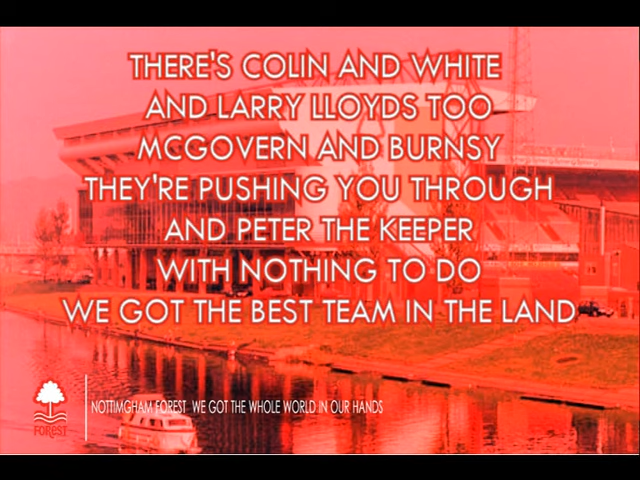 THERE'S COLIN AND WHITE
AND LARRY LLOYDS TOO
MCGOVERN AND BURNSY
THEY'RE PUSHING YOU THROUGH
AND PETER THE KEEPER
WITH NOTHING TO DO
WE GOT THE BEST TEAM IN THE LAND
FOREST
NOTTIMGHAM FOREST WE GOT THE WHOLE WORLD IN OUR HANDS